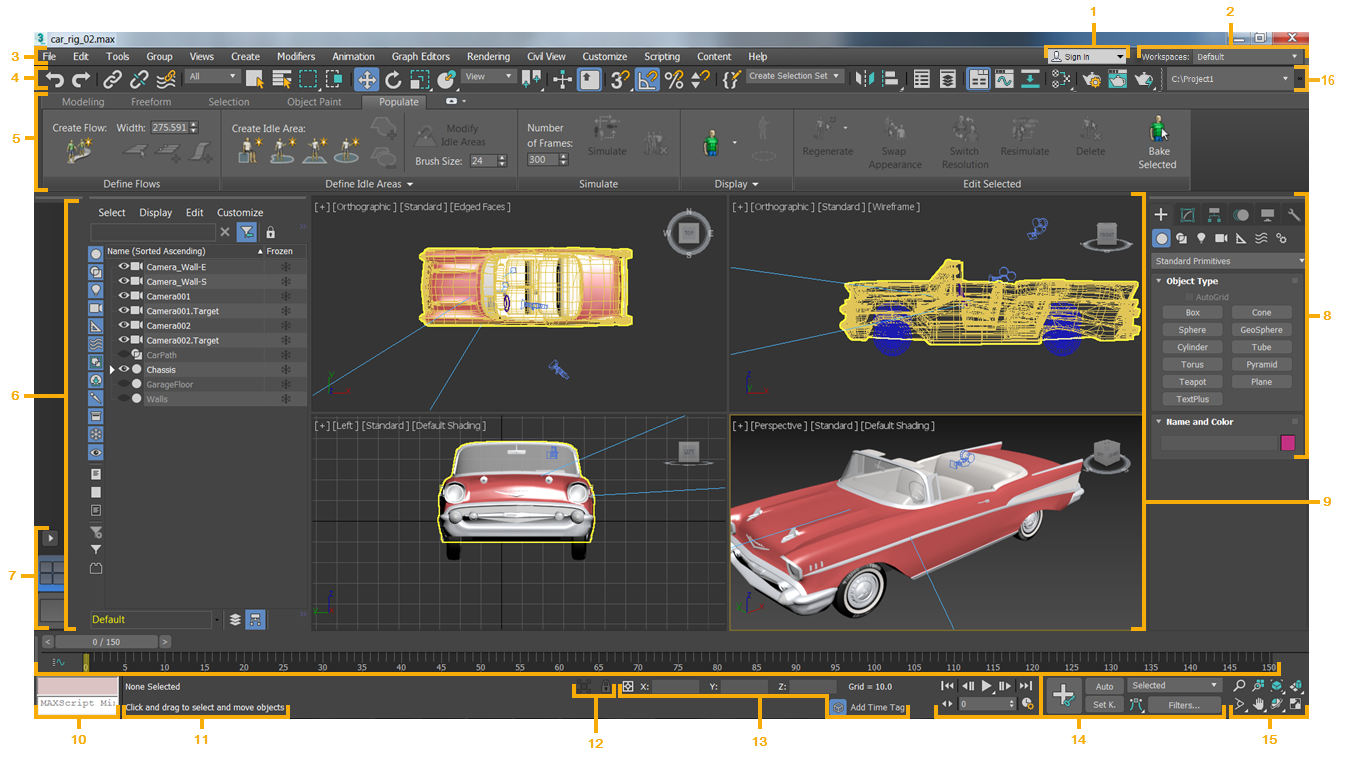 1
2
car_rig_02.max
3
File Edit Tools Group Views Create Modifiers Animation Graph Editors Rendering Civil View Customize Scripting Content Help
Sign In
Workspaces: Default
4
All
View
3
Create Selection Set
C:\Project1
16
Modeling Freeform Selection Object Paint Populate
5
Create Flow: Width: 275.591
Define Flows
Create Idle Area:
Modify
Idle Areas
Brush Size: 24
Define Idle Areas
Number
of Frames:
300
Simulate
Simulate
Display
Regenerate
Swap
Appearance
Switch
Resolution
Resimulate
Delete
Bake
Selected
Edit Selected
6
Select Display Edit Customize
Name (Sorted Ascending) Frozen
Camera_Wall-E
Camera_Wall-S
Camera001
Camera001.Target
Camera002
Camera002.Target
CarPath
Chassis
GarageFloor
Walls
7
Default
[+] [Orthographic] [Standard] [Edged Faces]
N
W TOP E
S
y
x
[+] [Orthographic] [Standard] [Wireframe]
FRONT
z
x
[+] [Left] [Standard] [Default Shading]
LEFT
z
y
[+] [Perspective] [Standard] [Default Shading]
z
y
x
8
Standard Primitives
Object Type
AutoGrid
Box Cone
Sphere GeoSphere
Cylinder Tube
Torus Pyramid
Teapot Plane
TextPlus
Name and Color
9
< 0 / 150 >
0 5 10 15 20 25 30 35 40 45 50 55 60 65 70 75 80 85 90 95 100 105 110 115 120 125 130 135 140 145 150
MAXScript Mi
None Selected
Click and drag to select and move objects
X: Y: Z: Grid = 10.0
Add Time Tag
0
Auto Selected
Set K. Filters...
10
11
12
13
14
15